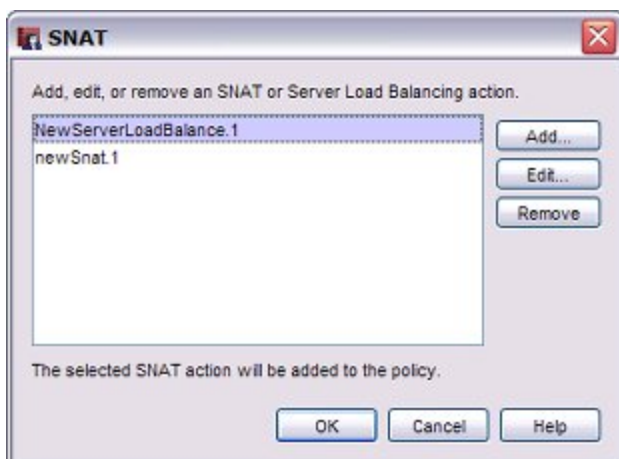 SNAT
Add, edit, or remove an SNAT or Server Load Balancing action.
NewServerLoadBalance.1
newSnat.1
Add...
Edit...
Remove
The selected SNAT action will be added to the policy.
OK
Cancel
Help